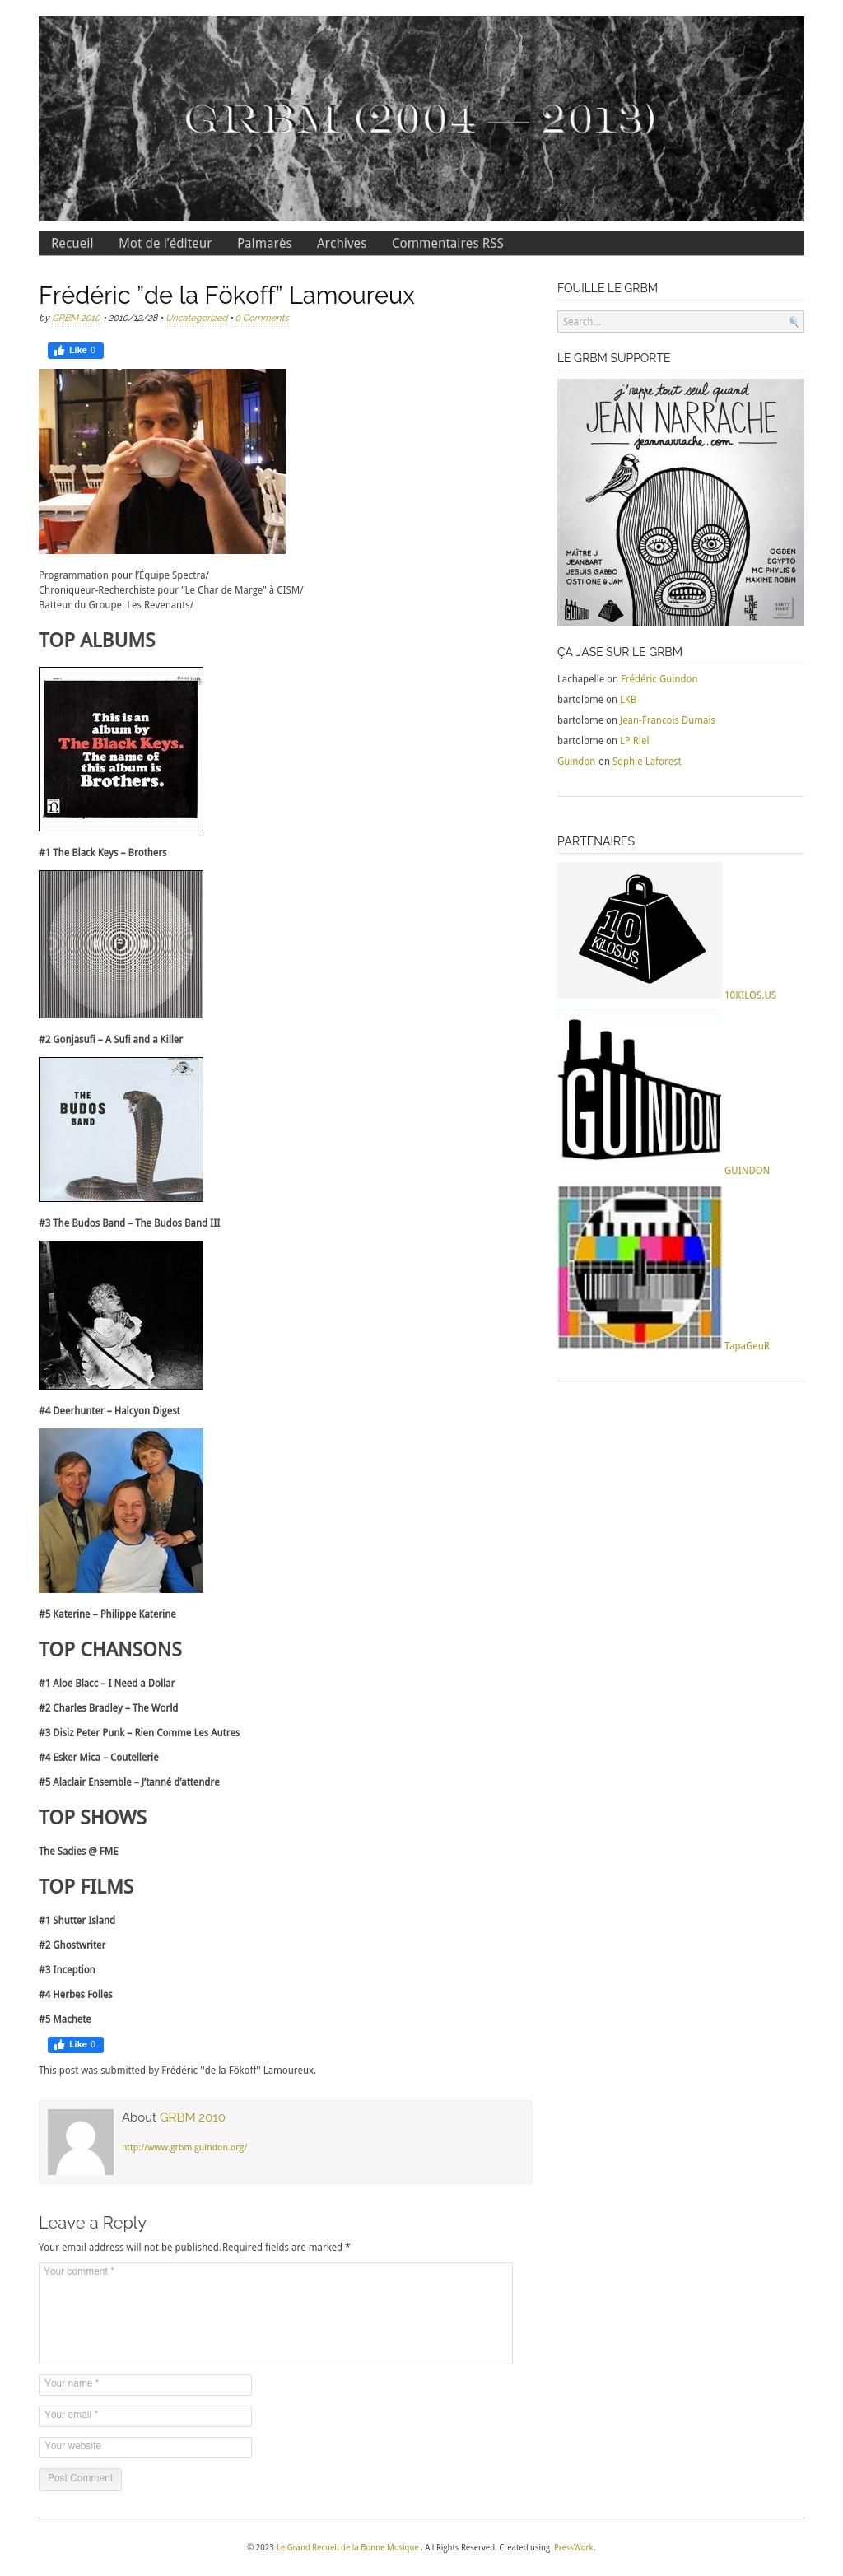 GRBM (2004 — 2013)
Recueil Mot de l’éditeur Palmarès Archives Commentaires RSS
Frédéric ”de la Fökoff” Lamoureux
by GRBM 2010 • 2010/12/28 • Uncategorized • 0 Comments
Like 0
Programmation pour l’Équipe Spectra/
Chroniqueur-Recherchiste pour ”Le Char de Marge” à CISM/
Batteur du Groupe: Les Revenants/
TOP ALBUMS
This is an
album by
The Black Keys.
The name of
this album is
Brothers.
#1 The Black Keys – Brothers
#2 Gonjasufi – A Sufi and a Killer
THE
BUDOS
BAND
#3 The Budos Band – The Budos Band III
#4 Deerhunter – Halcyon Digest
#5 Katerine – Philippe Katerine
TOP CHANSONS
#1 Aloe Blacc – I Need a Dollar
#2 Charles Bradley – The World
#3 Disiz Peter Punk – Rien Comme Les Autres
#4 Esker Mica – Coutellerie
#5 Alaclair Ensemble – J’tanné d’attendre
TOP SHOWS
The Sadies @ FME
TOP FILMS
#1 Shutter Island
#2 Ghostwriter
#3 Inception
#4 Herbes Folles
#5 Machete
Like 0
This post was submitted by Frédéric ''de la Fökoff'' Lamoureux.
About GRBM 2010
http://www.grbm.guindon.org/
Leave a Reply
Your email address will not be published.Required fields are marked *
Your comment *
Your name *
Your email *
Your website
Post Comment
FOUILLE LE GRBM
Search...
LE GRBM SUPPORTE
j'rappe tout seul quand
JEAN NARRACHE
jeannarrache.com
MAÎTRE J
JEANBART
JESUIS GABBO
OSTI ONE & JAM
OGDEN
EGYPTO
MC PHYLIS &
MAXIME ROBIN
ÇA JASE SUR LE GRBM
Lachapelle on Frédéric Guindon
bartolome on LKB
bartolome on Jean-Francois Dumais
bartolome on LP Riel
Guindon on Sophie Laforest
PARTENAIRES
10
KILOS.US
10KILOS.US
GUINDON
GUINDON
TapaGeuR
© 2023 Le Grand Recueil de la Bonne Musique . All Rights Reserved. Created using PressWork.